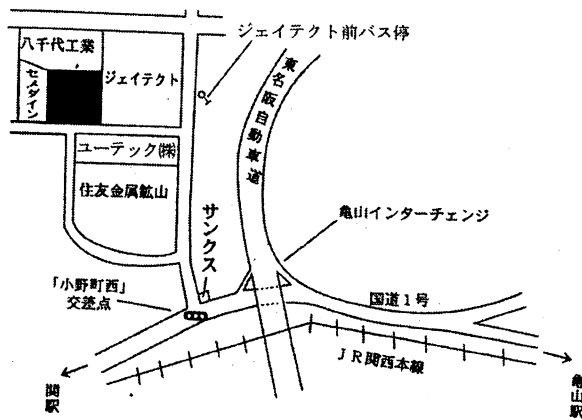 ジェイテクト前バス停
八千代工業
セメダイン
ジェイテクト
東名阪自動車道
ユーテック㈱
住友金属鉱山
サンクス
亀山インターチェンジ
「小野町西」
交差点
国道1号
JR関西本線
関駅
亀山駅